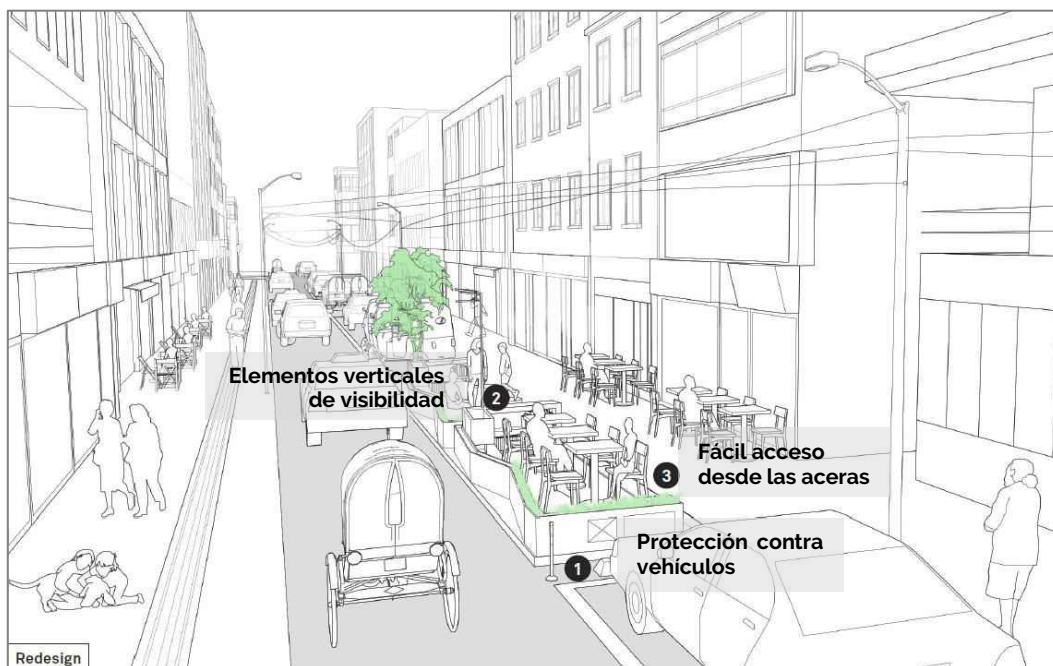 Elementos verticales
de visibilidad
2
3
Fácil acceso
desde las aceras
1
Protección contra
vehículos
Redesign